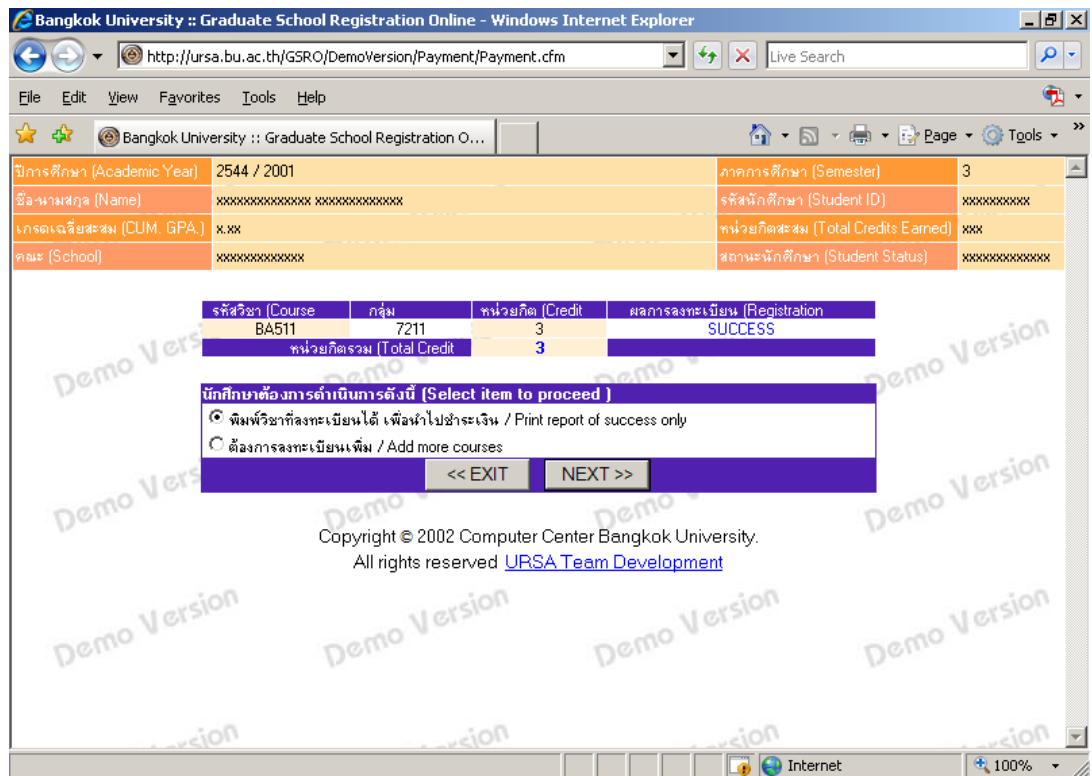 Bangkok University :: Graduate School Registration Online - Windows Internet Explorer
http://ursa.bu.ac.th/GSRO/DemoVersion/Payment/Payment.cfm Live Search
File Edit View Favorites Tools Help
Bangkok University :: Graduate School Registration O... Page Tools »
ปีการศึกษา (Academic Year) 2544 / 2001 ภาคการศึกษา (Semester) 3
ชื่อ-นามสกุล (Name) xxxxxxxxxxxxxx xxxxxxxxxxxxx รหัสนักศึกษา (Student ID) xxxxxxxxxx
เกรดเฉลี่ยสะสม (CUM. GPA.) x.xx หน่วยกิตสะสม (Total Credits Earned) xxx
คณะ (School) xxxxxxxxxxxxx สถานะนักศึกษา (Student Status) xxxxxxxxxxxxx
รหัสวิชา (Course กลุ่ม หน่วยกิต (Credit ผลการลงทะเบียน (Registration
BA511 7211 3 SUCCESS
หน่วยกิตรวม (Total Credit 3
นักศึกษาต้องการดำเนินการดังนี้ (Select item to proceed )
พิมพ์วิชาที่ลงทะเบียนได้ เพื่อนำไปชำระเงิน / Print report of success only
ต้องการลงทะเบียนเพิ่ม / Add more courses
<< EXIT NEXT >>
Copyright © 2002 Computer Center Bangkok University.
All rights reserved URSA Team Development
Demo Version Demo Version Demo Version Demo Version
Internet 100%